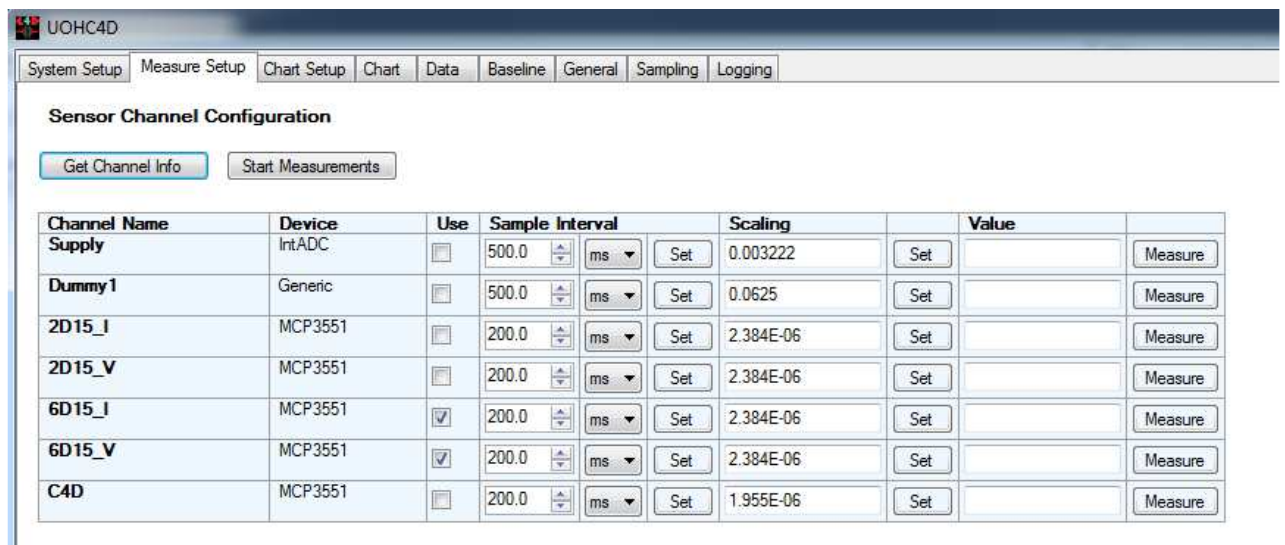 UOHC4D
System Setup Measure Setup Chart Setup Chart Data Baseline General Sampling Logging
Sensor Channel Configuration
Get Channel Info Start Measurements
Channel Name Device Use Sample Interval Scaling Value
Supply IntADC 500.0 ms Set 0.003222 Set Measure
Dummy1 Generic 500.0 ms Set 0.0625 Set Measure
2D15_I MCP3551 200.0 ms Set 2.384E-06 Set Measure
2D15_V MCP3551 200.0 ms Set 2.384E-06 Set Measure
6D15_I MCP3551 200.0 ms Set 2.384E-06 Set Measure
6D15_V MCP3551 200.0 ms Set 2.384E-06 Set Measure
C4D MCP3551 200.0 ms Set 1.955E-06 Set Measure